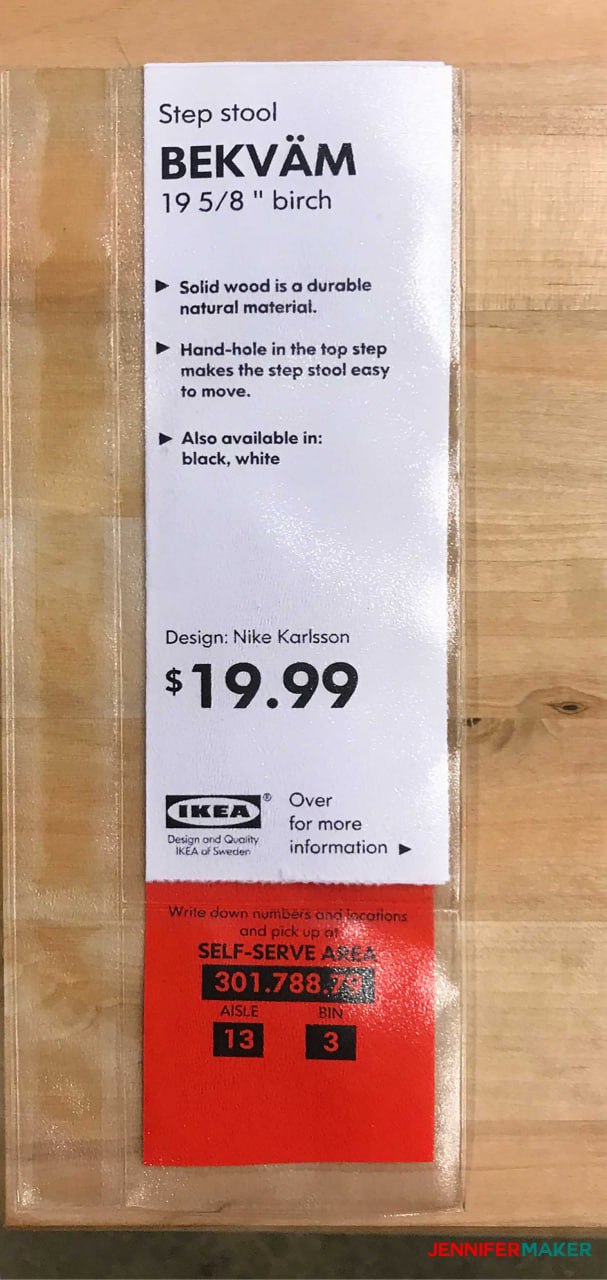 Step stool
BEKVÄM
19 5/8 " birch
▶ Solid wood is a durable
natural material.
▶ Hand-hole in the top step
makes the step stool easy
to move.
▶ Also available in:
black, white
Design: Nike Karlsson
$19.99
IKEA®
Design and Quality
IKEA of Sweden
Over
for more
information ▶
Write down numbers and locations
and pick up at
SELF-SERVE AREA
301.788.79
AISLE BIN
13 3
JENNIFERMAKER